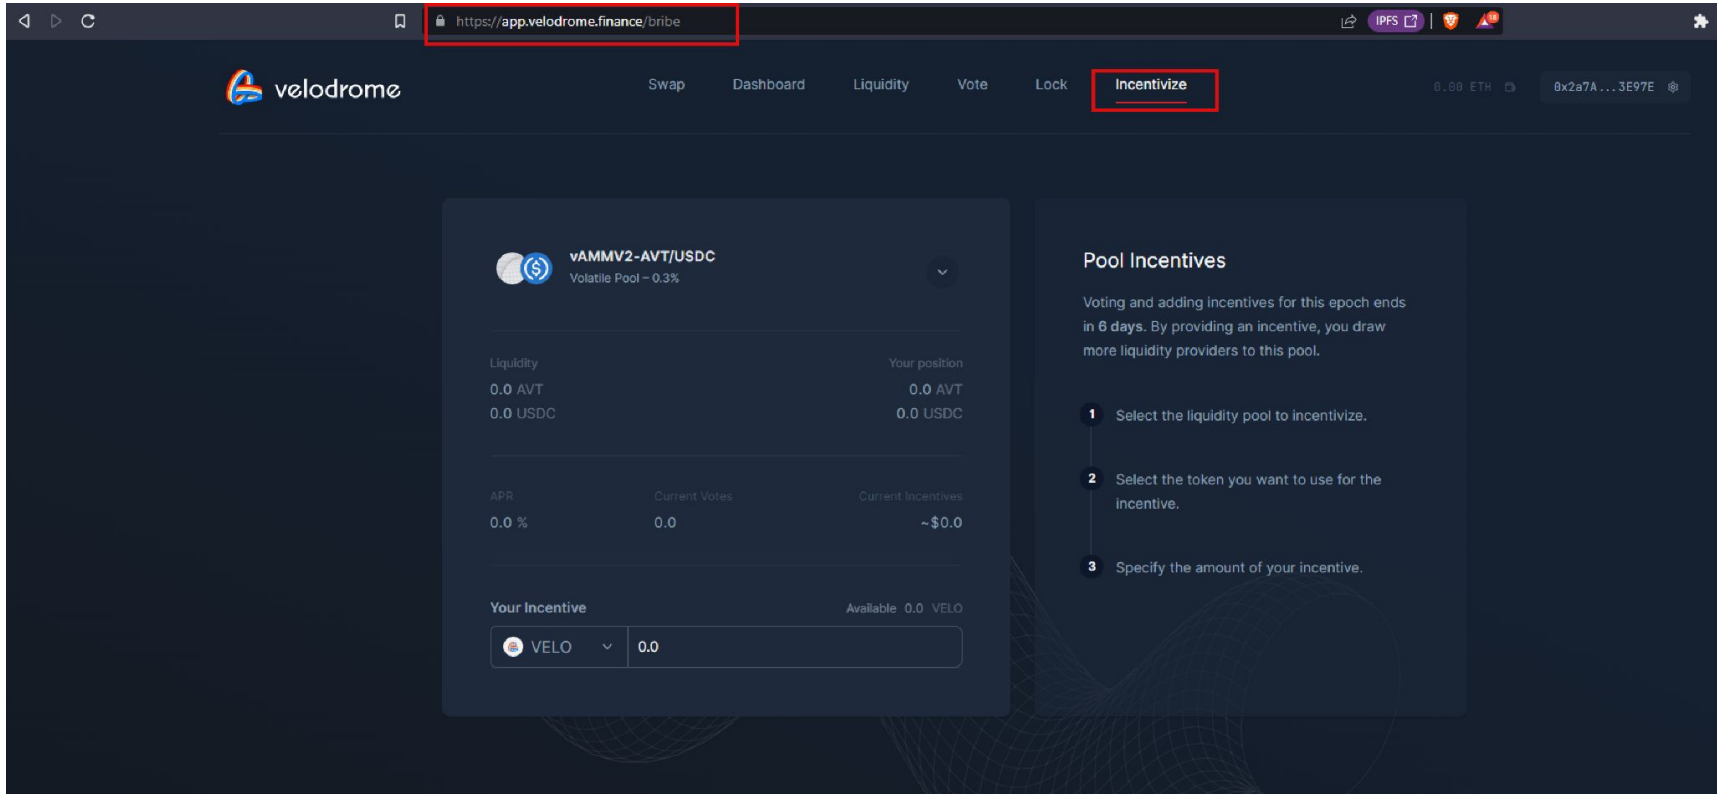 https://app.velodrome.finance/bribe
IPFS
velodrome
Swap
Dashboard
Liquidity
Vote
Lock
Incentivize
0.00 ETH
0x2a7A...3E97E
vAMMV2-AVT/USDC
Volatile Pool – 0.3%
Liquidity
Your position
0.0 AVT
0.0 AVT
0.0 USDC
0.0 USDC
APR
Current Votes
Current Incentives
0.0 %
0.0
~$0.0
Your Incentive
Available 0.0 VELO
VELO
0.0
Pool Incentives
Voting and adding incentives for this epoch ends
in 6 days. By providing an incentive, you draw
more liquidity providers to this pool.
1 Select the liquidity pool to incentivize.
2 Select the token you want to use for the
incentive.
3 Specify the amount of your incentive.